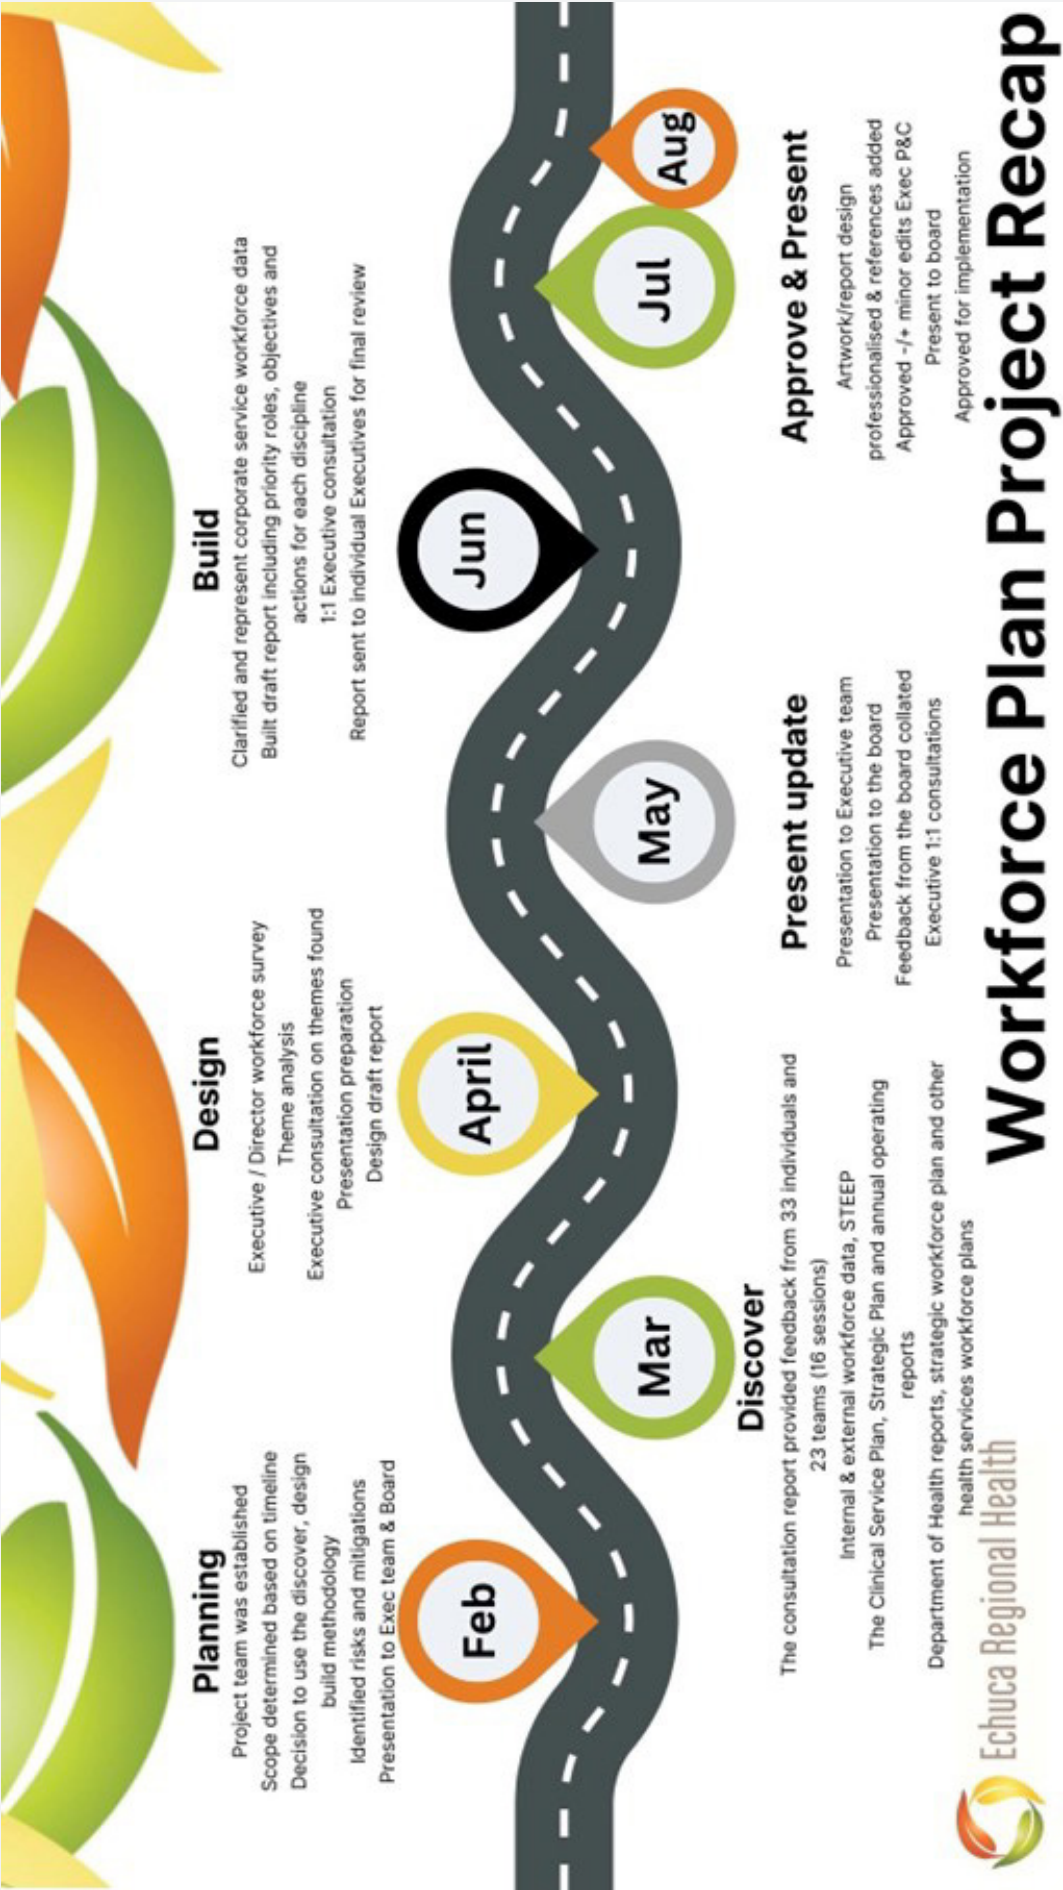 Planning
Project team was established
Scope determined based on timeline
Decision to use the discover, design
build methodology
Identified risks and mitigations
Presentation to Exec team & Board
Feb
Design
Executive / Director workforce survey
Theme analysis
Executive consultation on themes found
Presentation preparation
Design draft report
April
Build
Clarified and represent corporate service workforce data
Built draft report including priority roles, objectives and
actions for each discipline
1:1 Executive consultation
Report sent to individual Executives for final review
Jun
Mar
Discover
The consultation report provided feedback from 33 individuals and
23 teams (16 sessions)
Internal & external workforce data, STEEP
The Clinical Service Plan, Strategic Plan and annual operating
reports
Department of Health reports, strategic workforce plan and other
health services workforce plans
May
Present update
Presentation to Executive team
Presentation to the board
Feedback from the board collated
Executive 1:1 consultations
Jul
Aug
Approve & Present
Artwork/report design
professionalised & references added
Approved -/+ minor edits Exec P&C
Present to board
Approved for implementation
Echuca Regional Health
Workforce Plan Project Recap